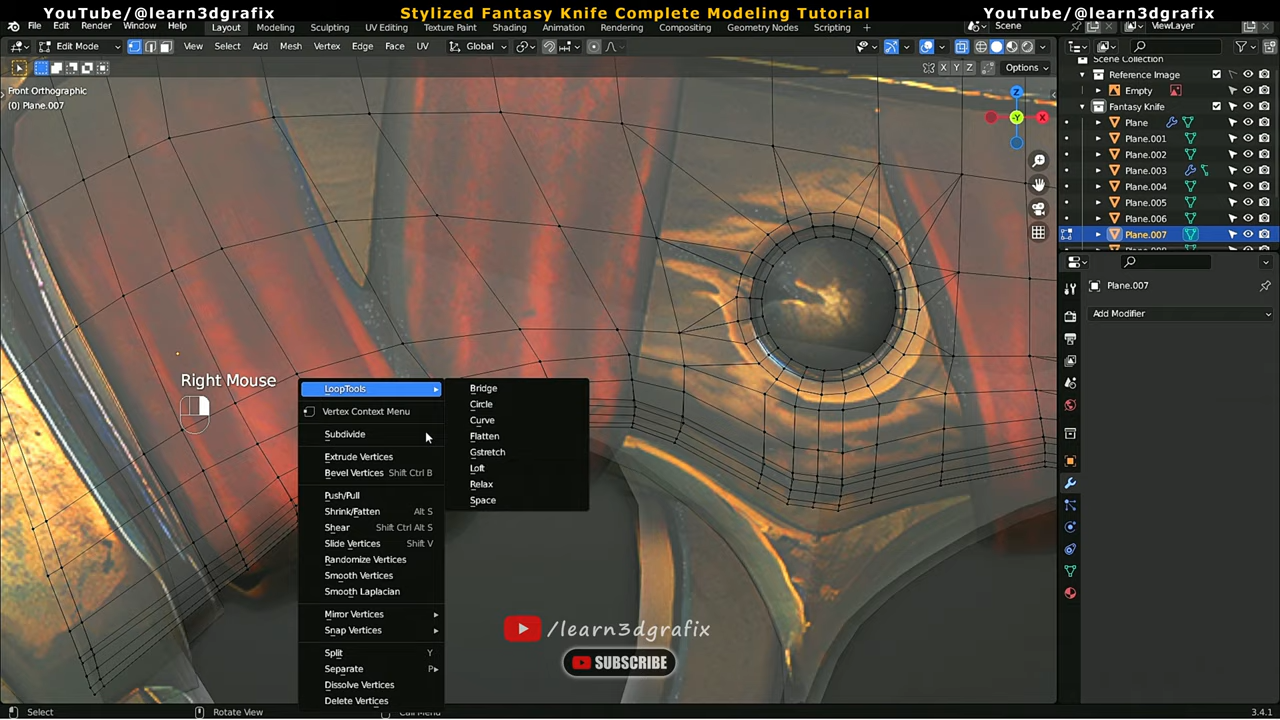 YouTube/@learn3dgrafix
Stylized Fantasy Knife Complete Modeling Tutorial
YouTube/@learn3dgrafix
File Edit Render Window Help
Layout Modeling Sculpting UV Editing Texture Paint Shading Animation Rendering Compositing Geometry Nodes Scripting
Scene
ViewLayer
Edit Mode
View Select Add Mesh Vertex Edge Face UV
Global
X Y Z
Options
Scene Collection
Reference Image
Empty
Fantasy Knife
Plane
Plane.001
Plane.002
Plane.003
Plane.004
Plane.005
Plane.006
Plane.007
Front Orthographic
(0) Plane.007
Z
-Y
X
Plane.007
Add Modifier
Right Mouse
LoopTools
Vertex Context Menu
Subdivide
Extrude Vertices
Bevel Vertices Shift Ctrl B
Push/Pull
Shrink/Fatten Alt S
Shear Shift Ctrl Alt S
Slide Vertices Shift V
Randomize Vertices
Smooth Vertices
Smooth Laplacian
Mirror Vertices
Snap Vertices
Split Y
Separate P
Dissolve Vertices
Delete Vertices
Bridge
Circle
Curve
Flatten
Gstretch
Loft
Relax
Space
/learn3dgrafix
SUBSCRIBE
Select
Rotate View
Call Menu
3.4.1